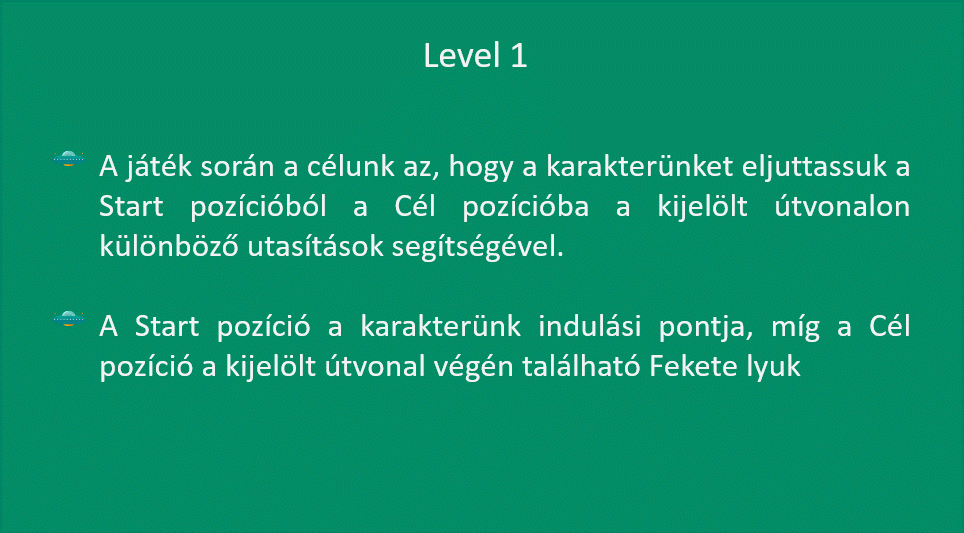 Level 1
A játék során a célunk az, hogy a karakterünket eljuttassuk a
Start pozícióból a Cél pozícióba a kijelölt útvonalon
különböző utasítások segítségével.
A Start pozíció a karakterünk indulási pontja, míg a Cél
pozíció a kijelölt útvonal végén található Fekete lyuk